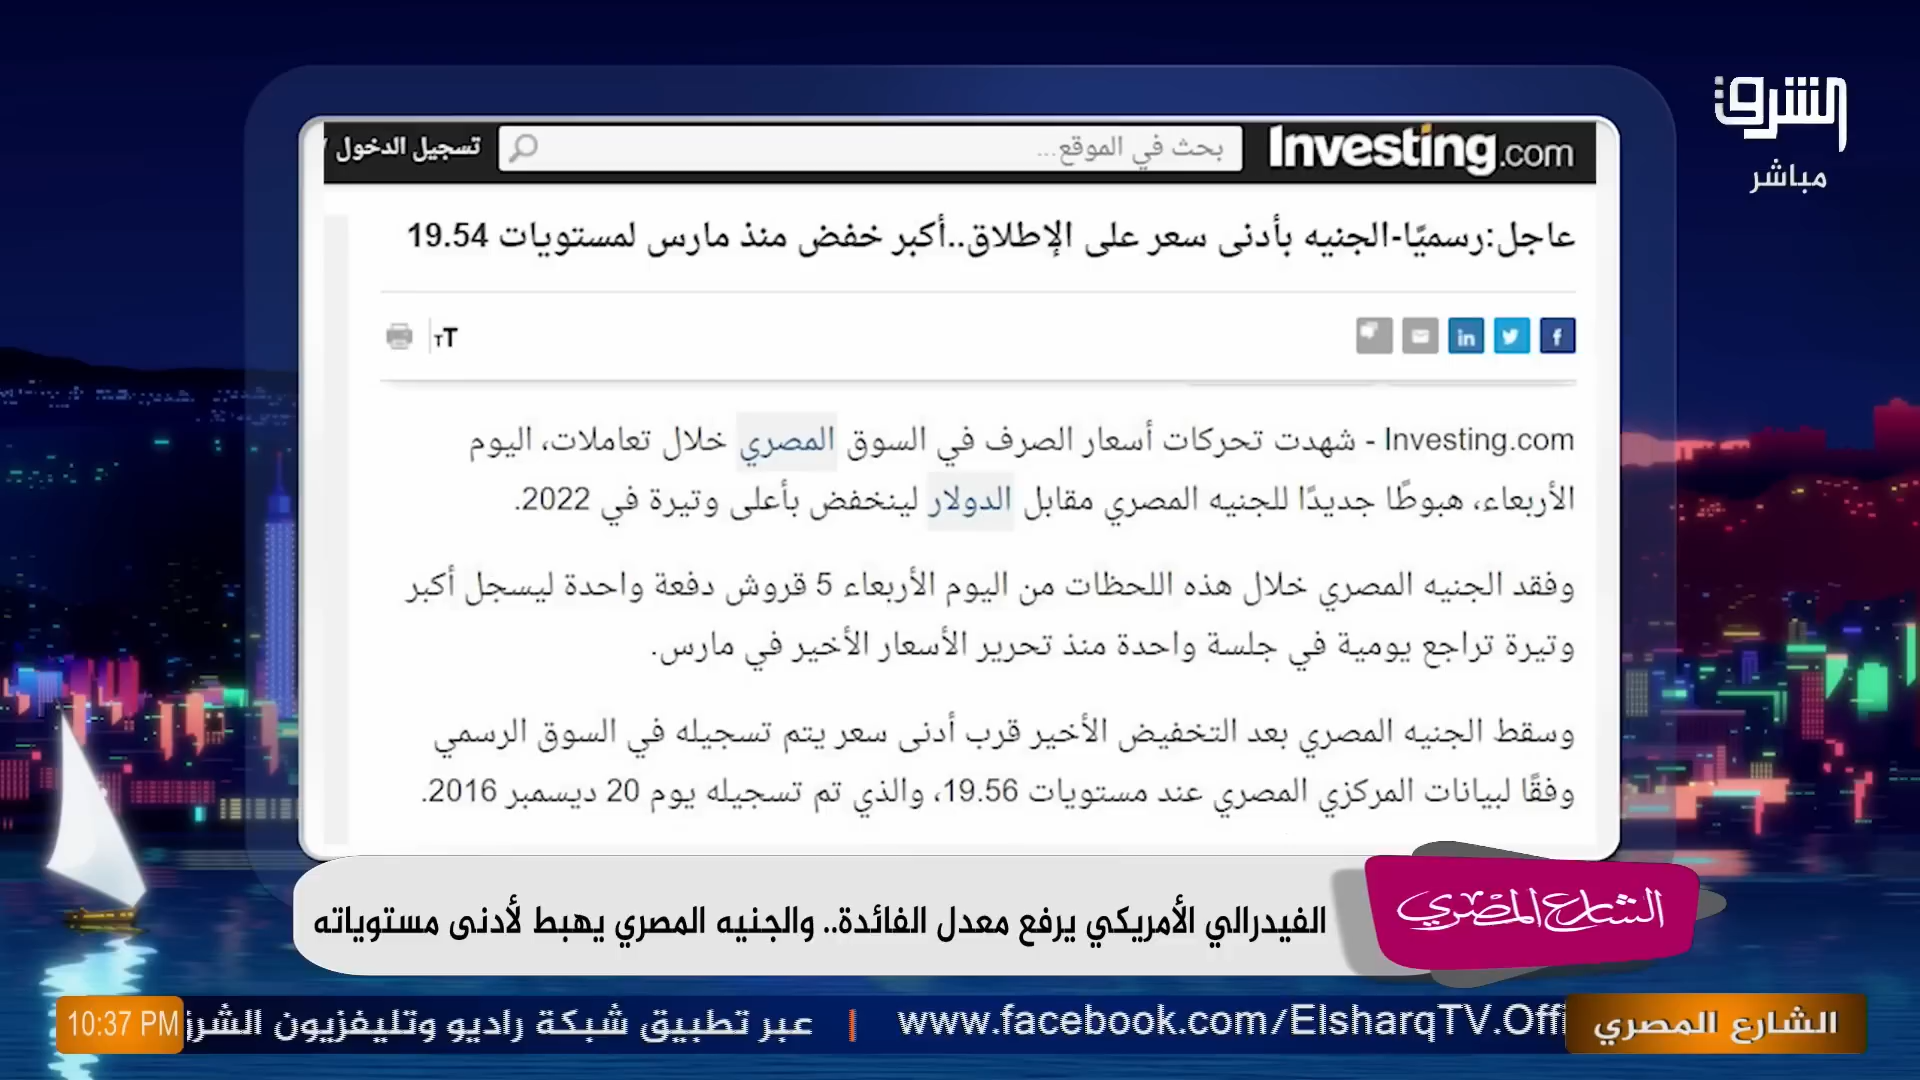 الشرق
مباشر
Investing.com
بحث في الموقع...
تسجيل الدخول /
عاجل:رسميًا-الجنيه بأدنى سعر على الإطلاق..أكبر خفض منذ مارس لمستويات 19.54
тT
Investing.com - شهدت تحركات أسعار الصرف في السوق المصري خلال تعاملات، اليوم
الأربعاء، هبوطًا جديدًا للجنيه المصري مقابل الدولار لينخفض بأعلى وتيرة في 2022.
وفقد الجنيه المصري خلال هذه اللحظات من اليوم الأربعاء 5 قروش دفعة واحدة ليسجل أكبر
وتيرة تراجع يومية في جلسة واحدة منذ تحرير الأسعار الأخير في مارس.
وسقط الجنيه المصري بعد التخفيض الأخير قرب أدنى سعر يتم تسجيله في السوق الرسمي
وفقًا لبيانات المركزي المصري عند مستويات 19.56، والذي تم تسجيله يوم 20 ديسمبر 2016.
الشارع المصري
الفيدرالي الأمريكي يرفع معدل الفائدة.. والجنيه المصري يهبط لأدنى مستوياته
الشارع المصري
www.facebook.com/ElsharqTV.Offi | عبر تطبيق شبكة راديو وتليفزيون الشرق
10:37 PM